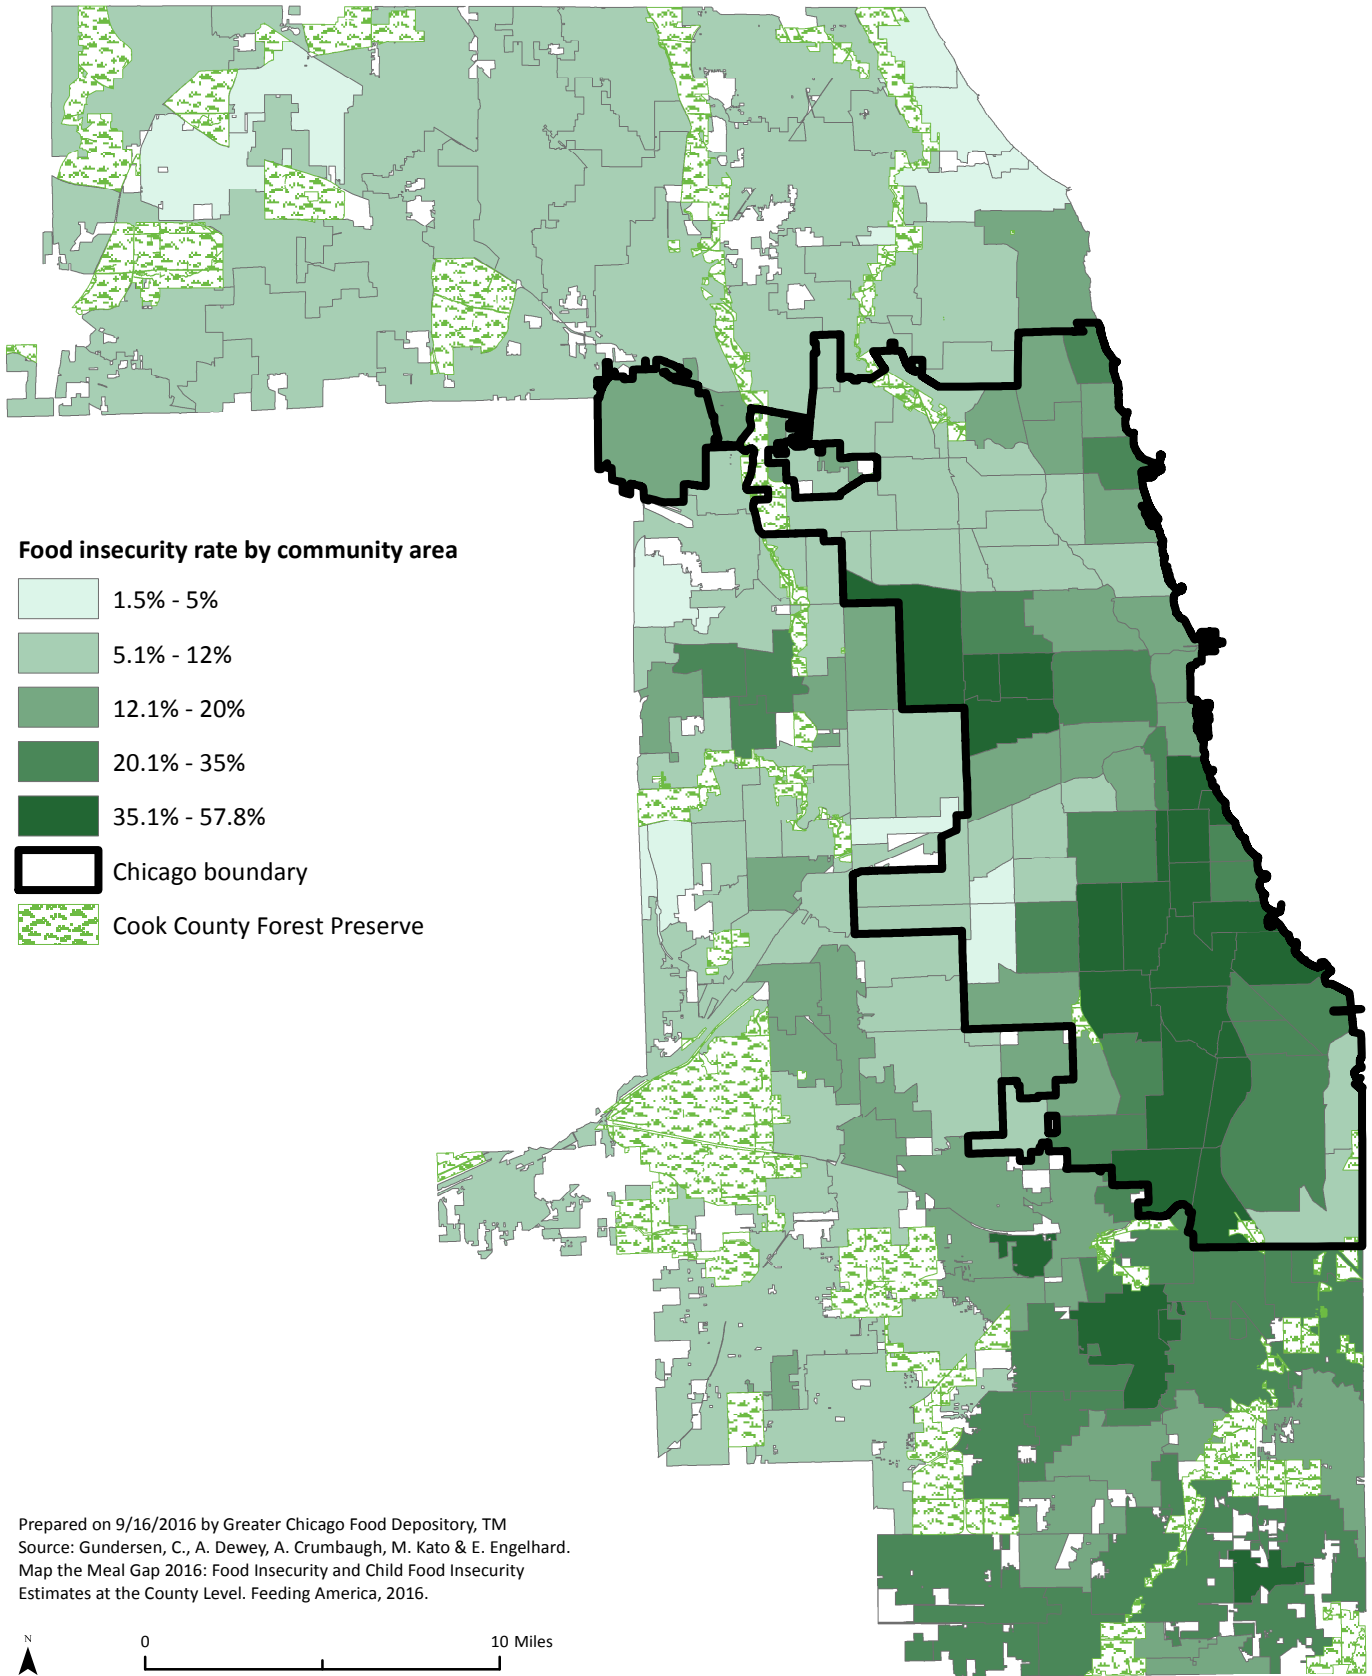 Food insecurity rate by community area
1.5% - 5%
5.1% - 12%
12.1% - 20%
20.1% - 35%
35.1% - 57.8%
Chicago boundary
Cook County Forest Preserve
Prepared on 9/16/2016 by Greater Chicago Food Depository, TM
Source: Gundersen, C., A. Dewey, A. Crumbaugh, M. Kato & E. Engelhard.
Map the Meal Gap 2016: Food Insecurity and Child Food Insecurity
Estimates at the County Level. Feeding America, 2016.
N
0 10 Miles